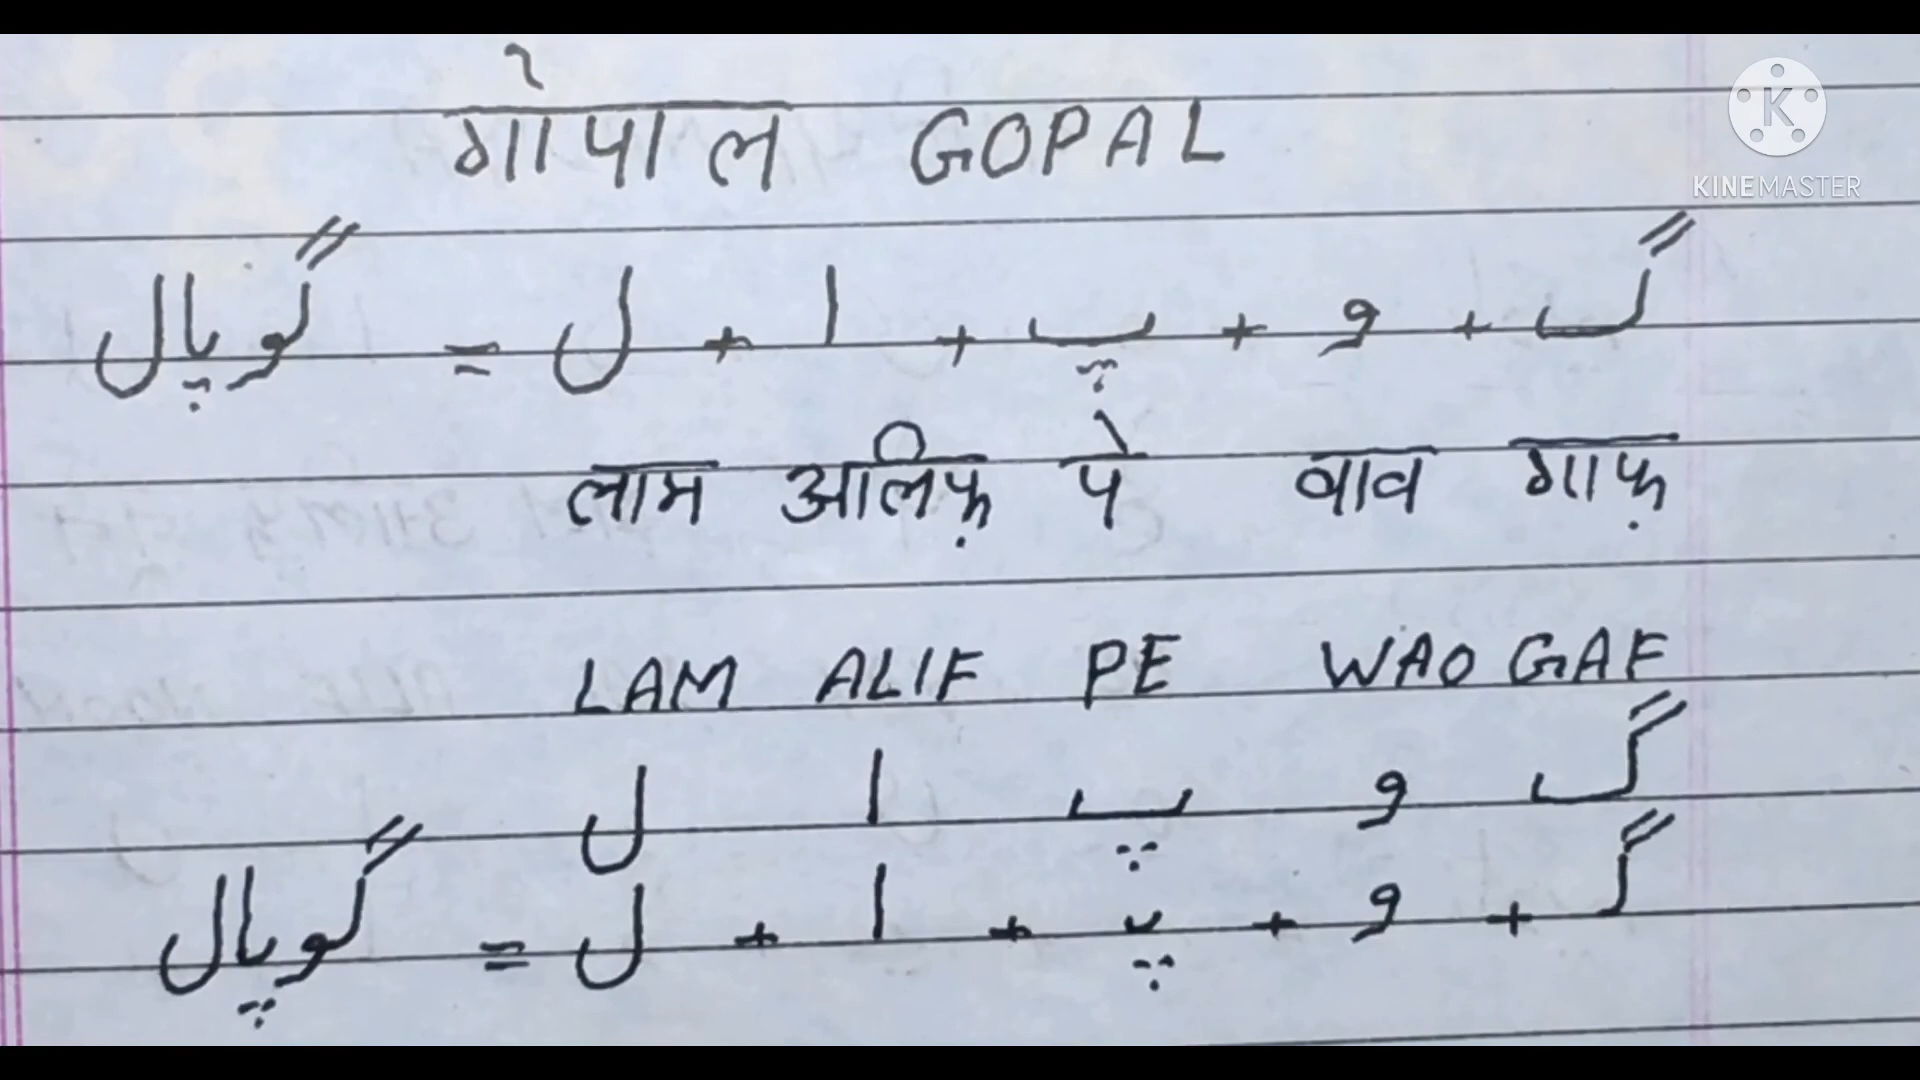 गोपाल GOPAL
KINEMASTER
گ + و + پ + ا + ل = گوپال
लाम अलिफ़ पे वाव गाफ़
LAM ALIF PE WAO GAF
گ و پ ا ل
گ + و + پ + ا + ل = گوپال